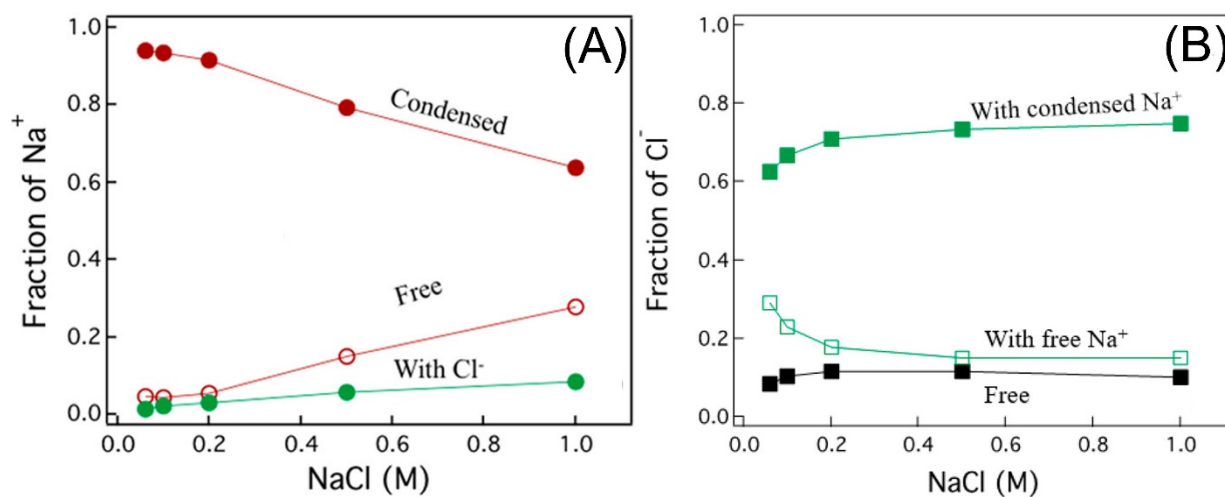 (A)
Fraction of Na⁺
1.0
0.8
0.6
0.4
0.2
0.0
Condensed
Free
With Cl⁻
0.0 0.2 0.4 0.6 0.8 1.0
NaCl (M)
(B)
Fraction of Cl⁻
1.0
0.8
0.6
0.4
0.2
0.0
With condensed Na⁺
With free Na⁺
Free
0.0 0.2 0.4 0.6 0.8 1.0
NaCl (M)